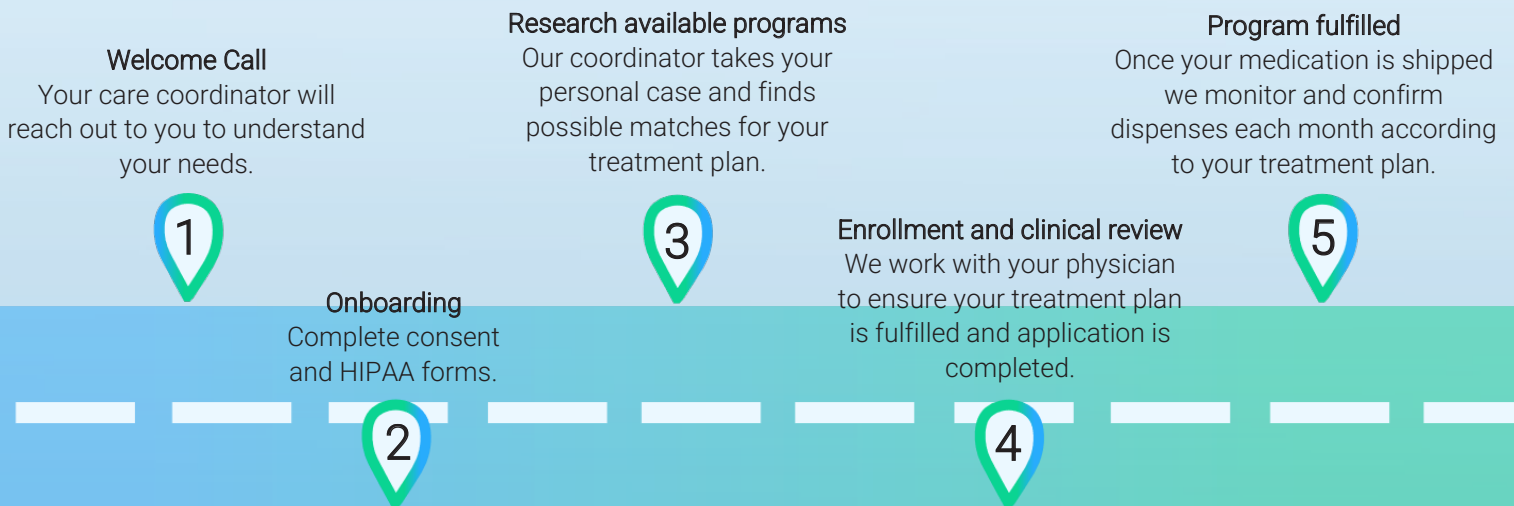 Welcome Call
Your care coordinator will
reach out to you to understand
your needs.
1
Onboarding
Complete consent
and HIPAA forms.
2
Research available programs
Our coordinator takes your
personal case and finds
possible matches for your
treatment plan.
3
Enrollment and clinical review
We work with your physician
to ensure your treatment plan
is fulfilled and application is
completed.
4
Program fulfilled
Once your medication is shipped
we monitor and confirm
dispenses each month according
to your treatment plan.
5